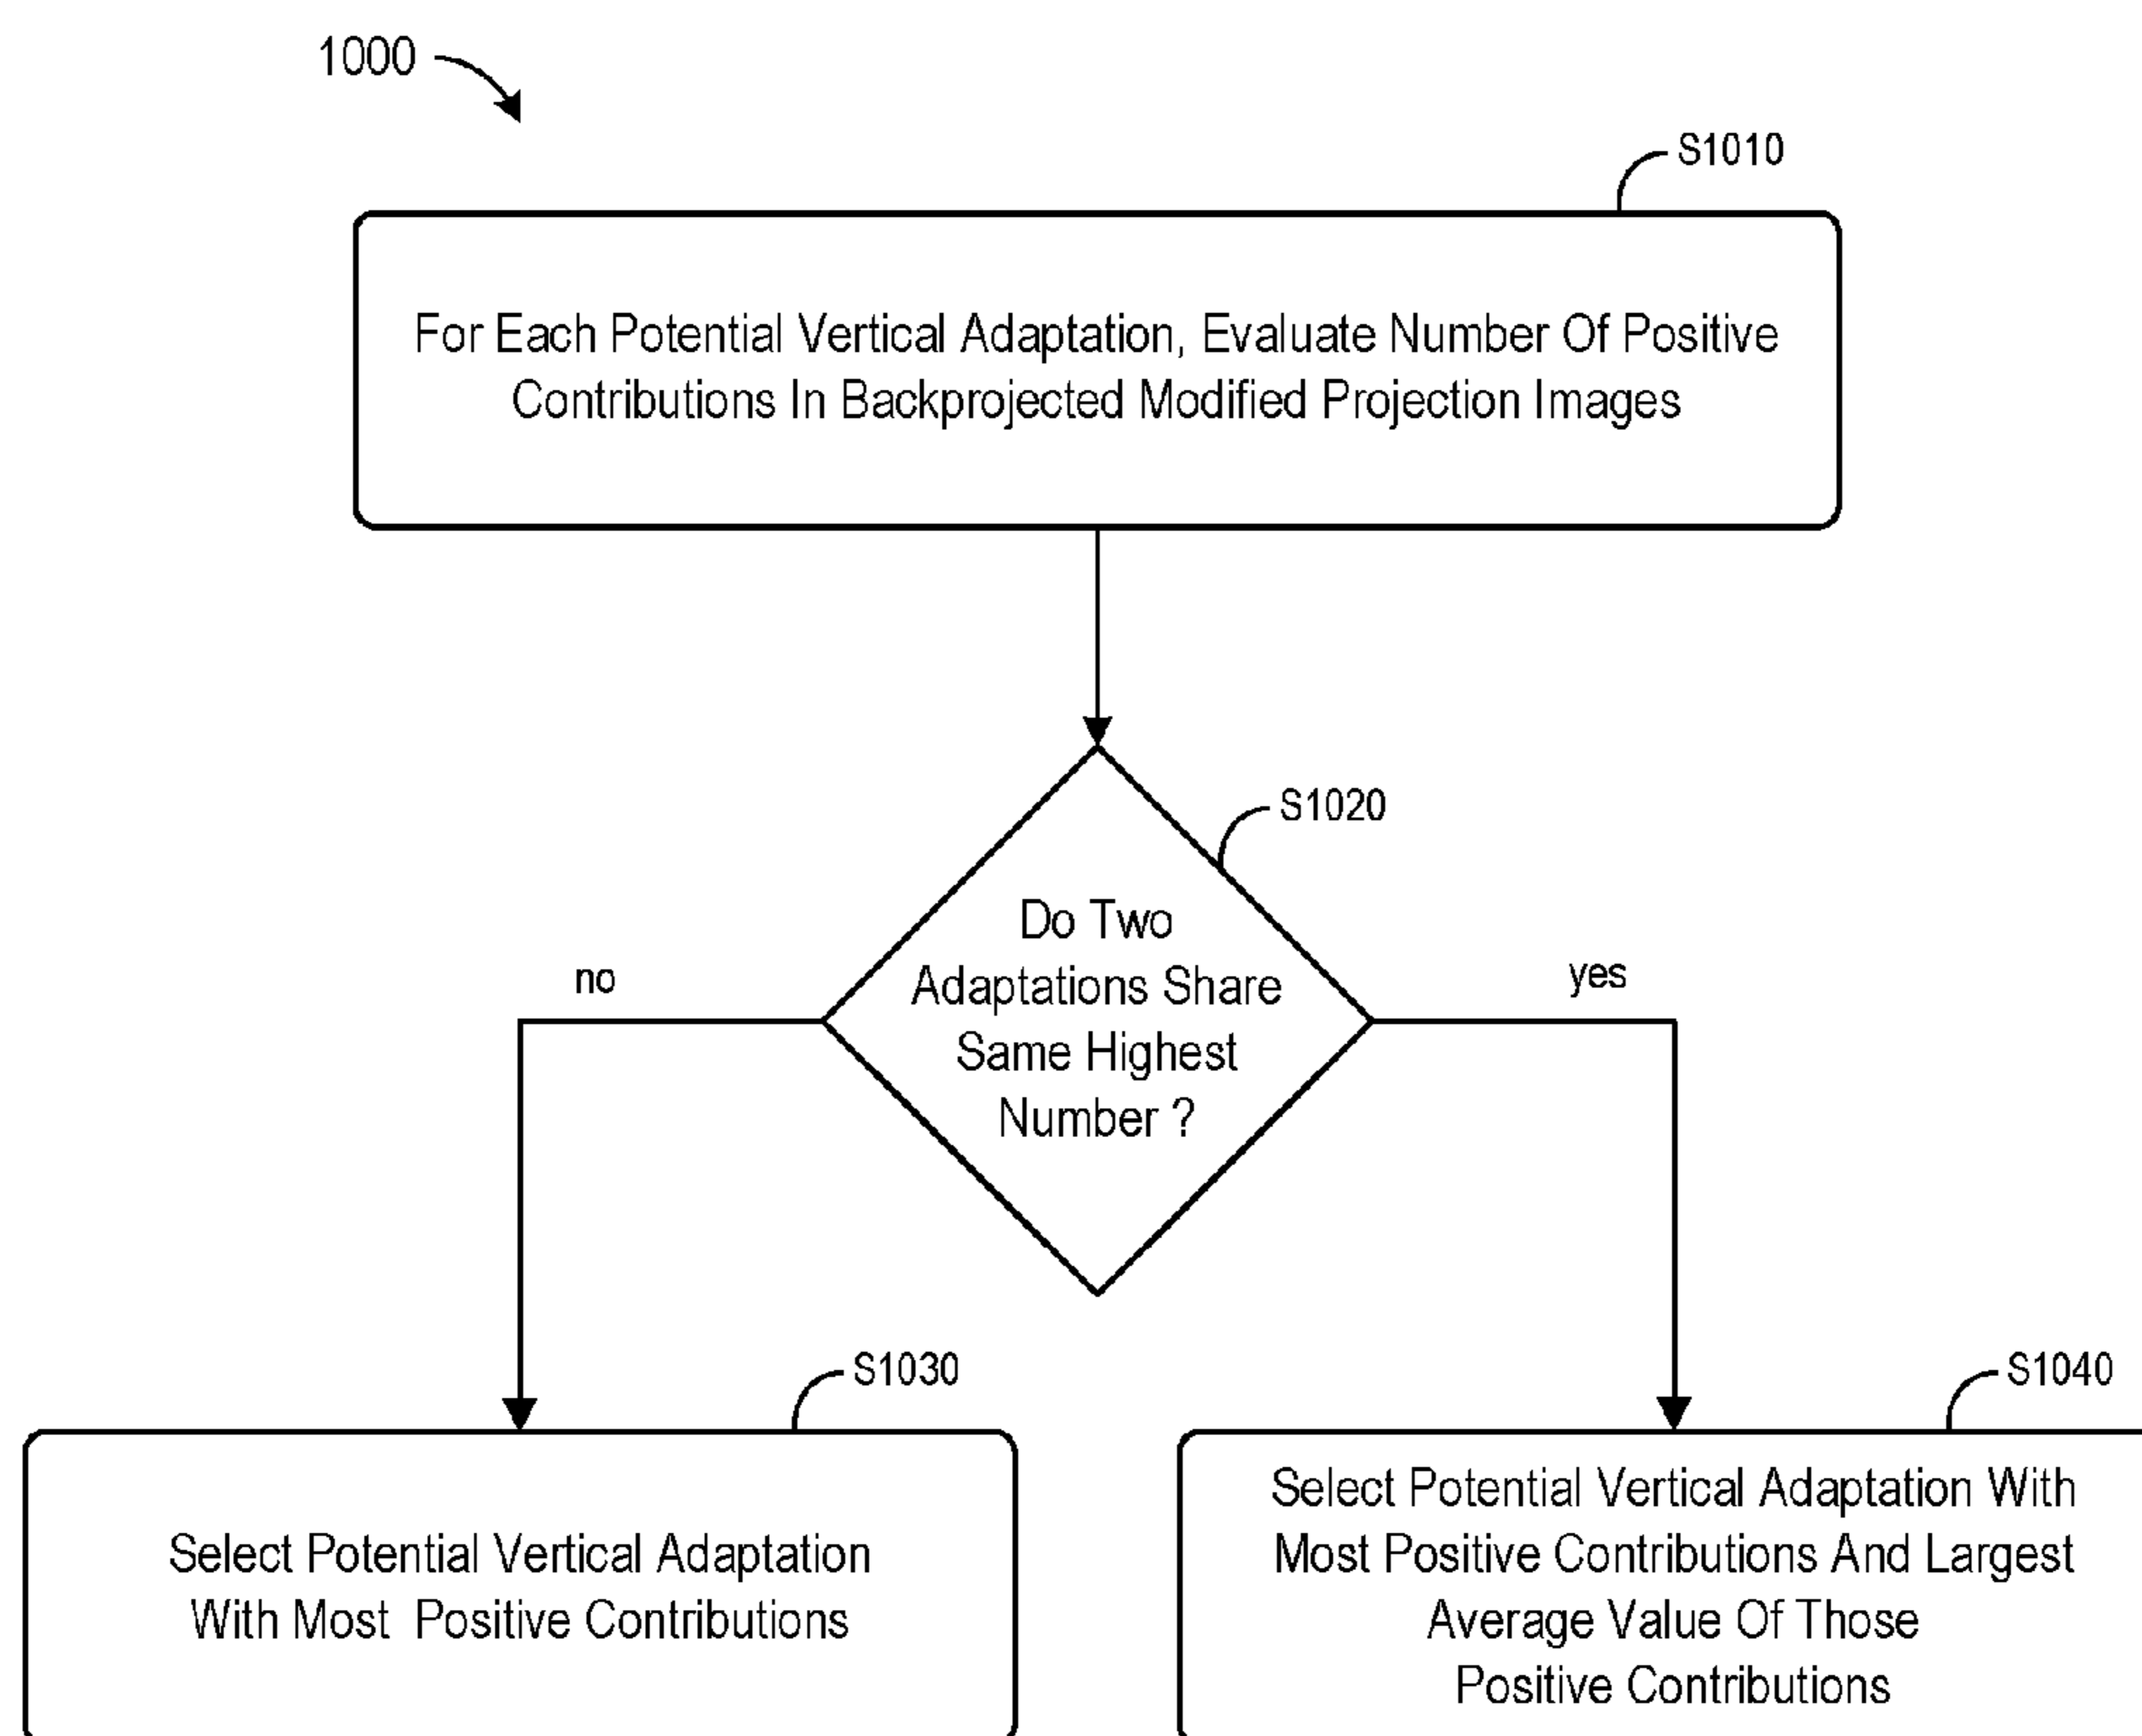 1000
S1010
For Each Potential Vertical Adaptation, Evaluate Number Of Positive
Contributions In Backprojected Modified Projection Images
S1020
Do Two
Adaptations Share
Same Highest
Number ?
no
yes
S1030
Select Potential Vertical Adaptation
With Most Positive Contributions
S1040
Select Potential Vertical Adaptation With
Most Positive Contributions And Largest
Average Value Of Those
Positive Contributions